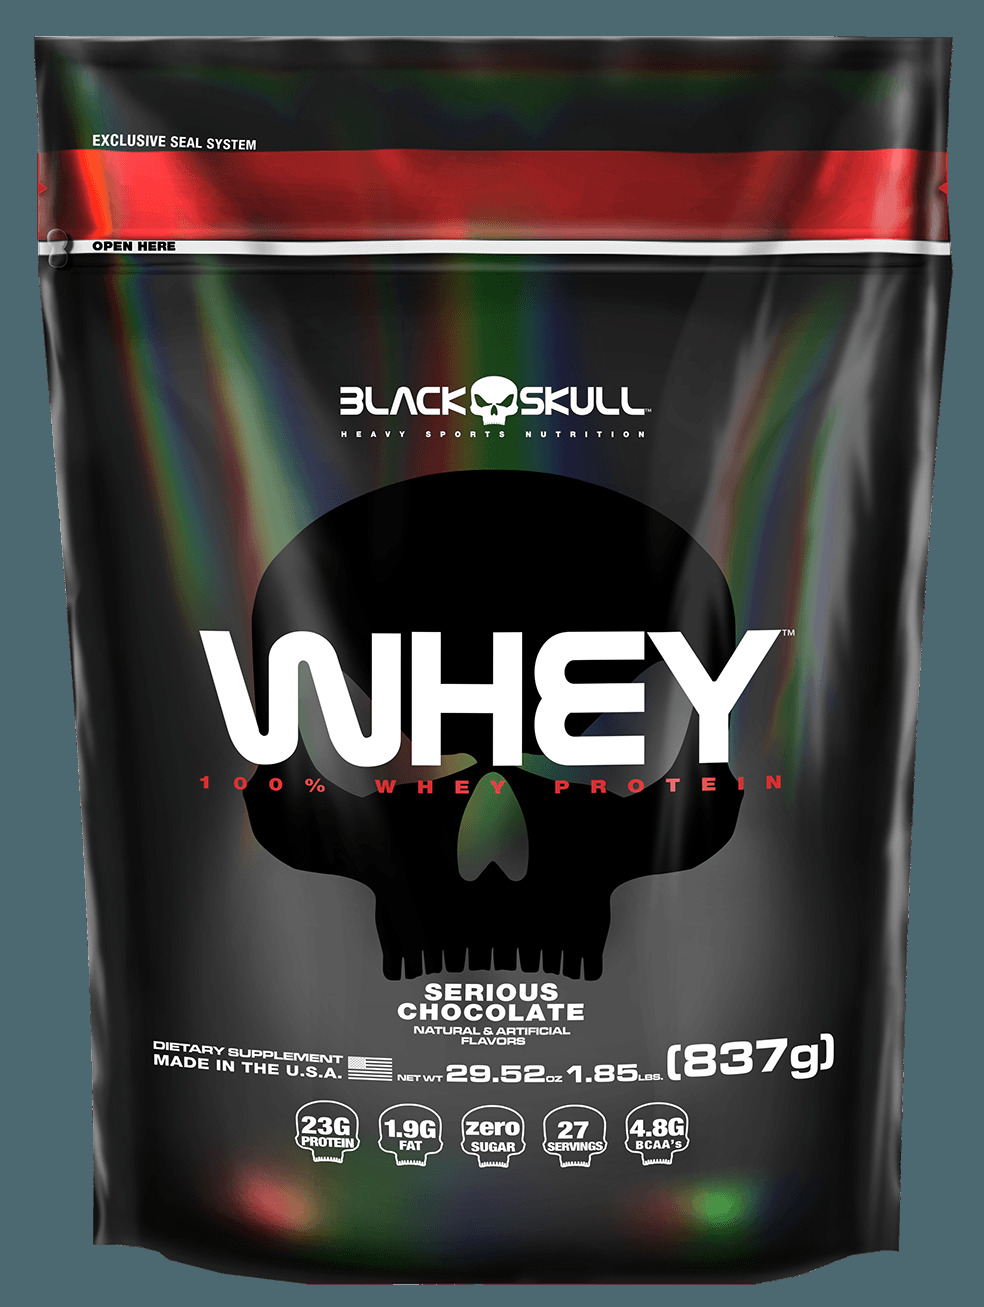 EXCLUSIVE SEAL SYSTEM
OPEN HERE
BLACK SKULL™
HEAVY SPORTS NUTRITION
WHEY™
100% WHEY PROTEIN
SERIOUS
CHOCOLATE
NATURAL & ARTIFICIAL
FLAVORS
DIETARY SUPPLEMENT
MADE IN THE U.S.A.
NET WT 29.52OZ 1.85LBS. (837g)
23G
PROTEIN
1.9G
FAT
zero
SUGAR
27
SERVINGS
4.8G
BCAA's